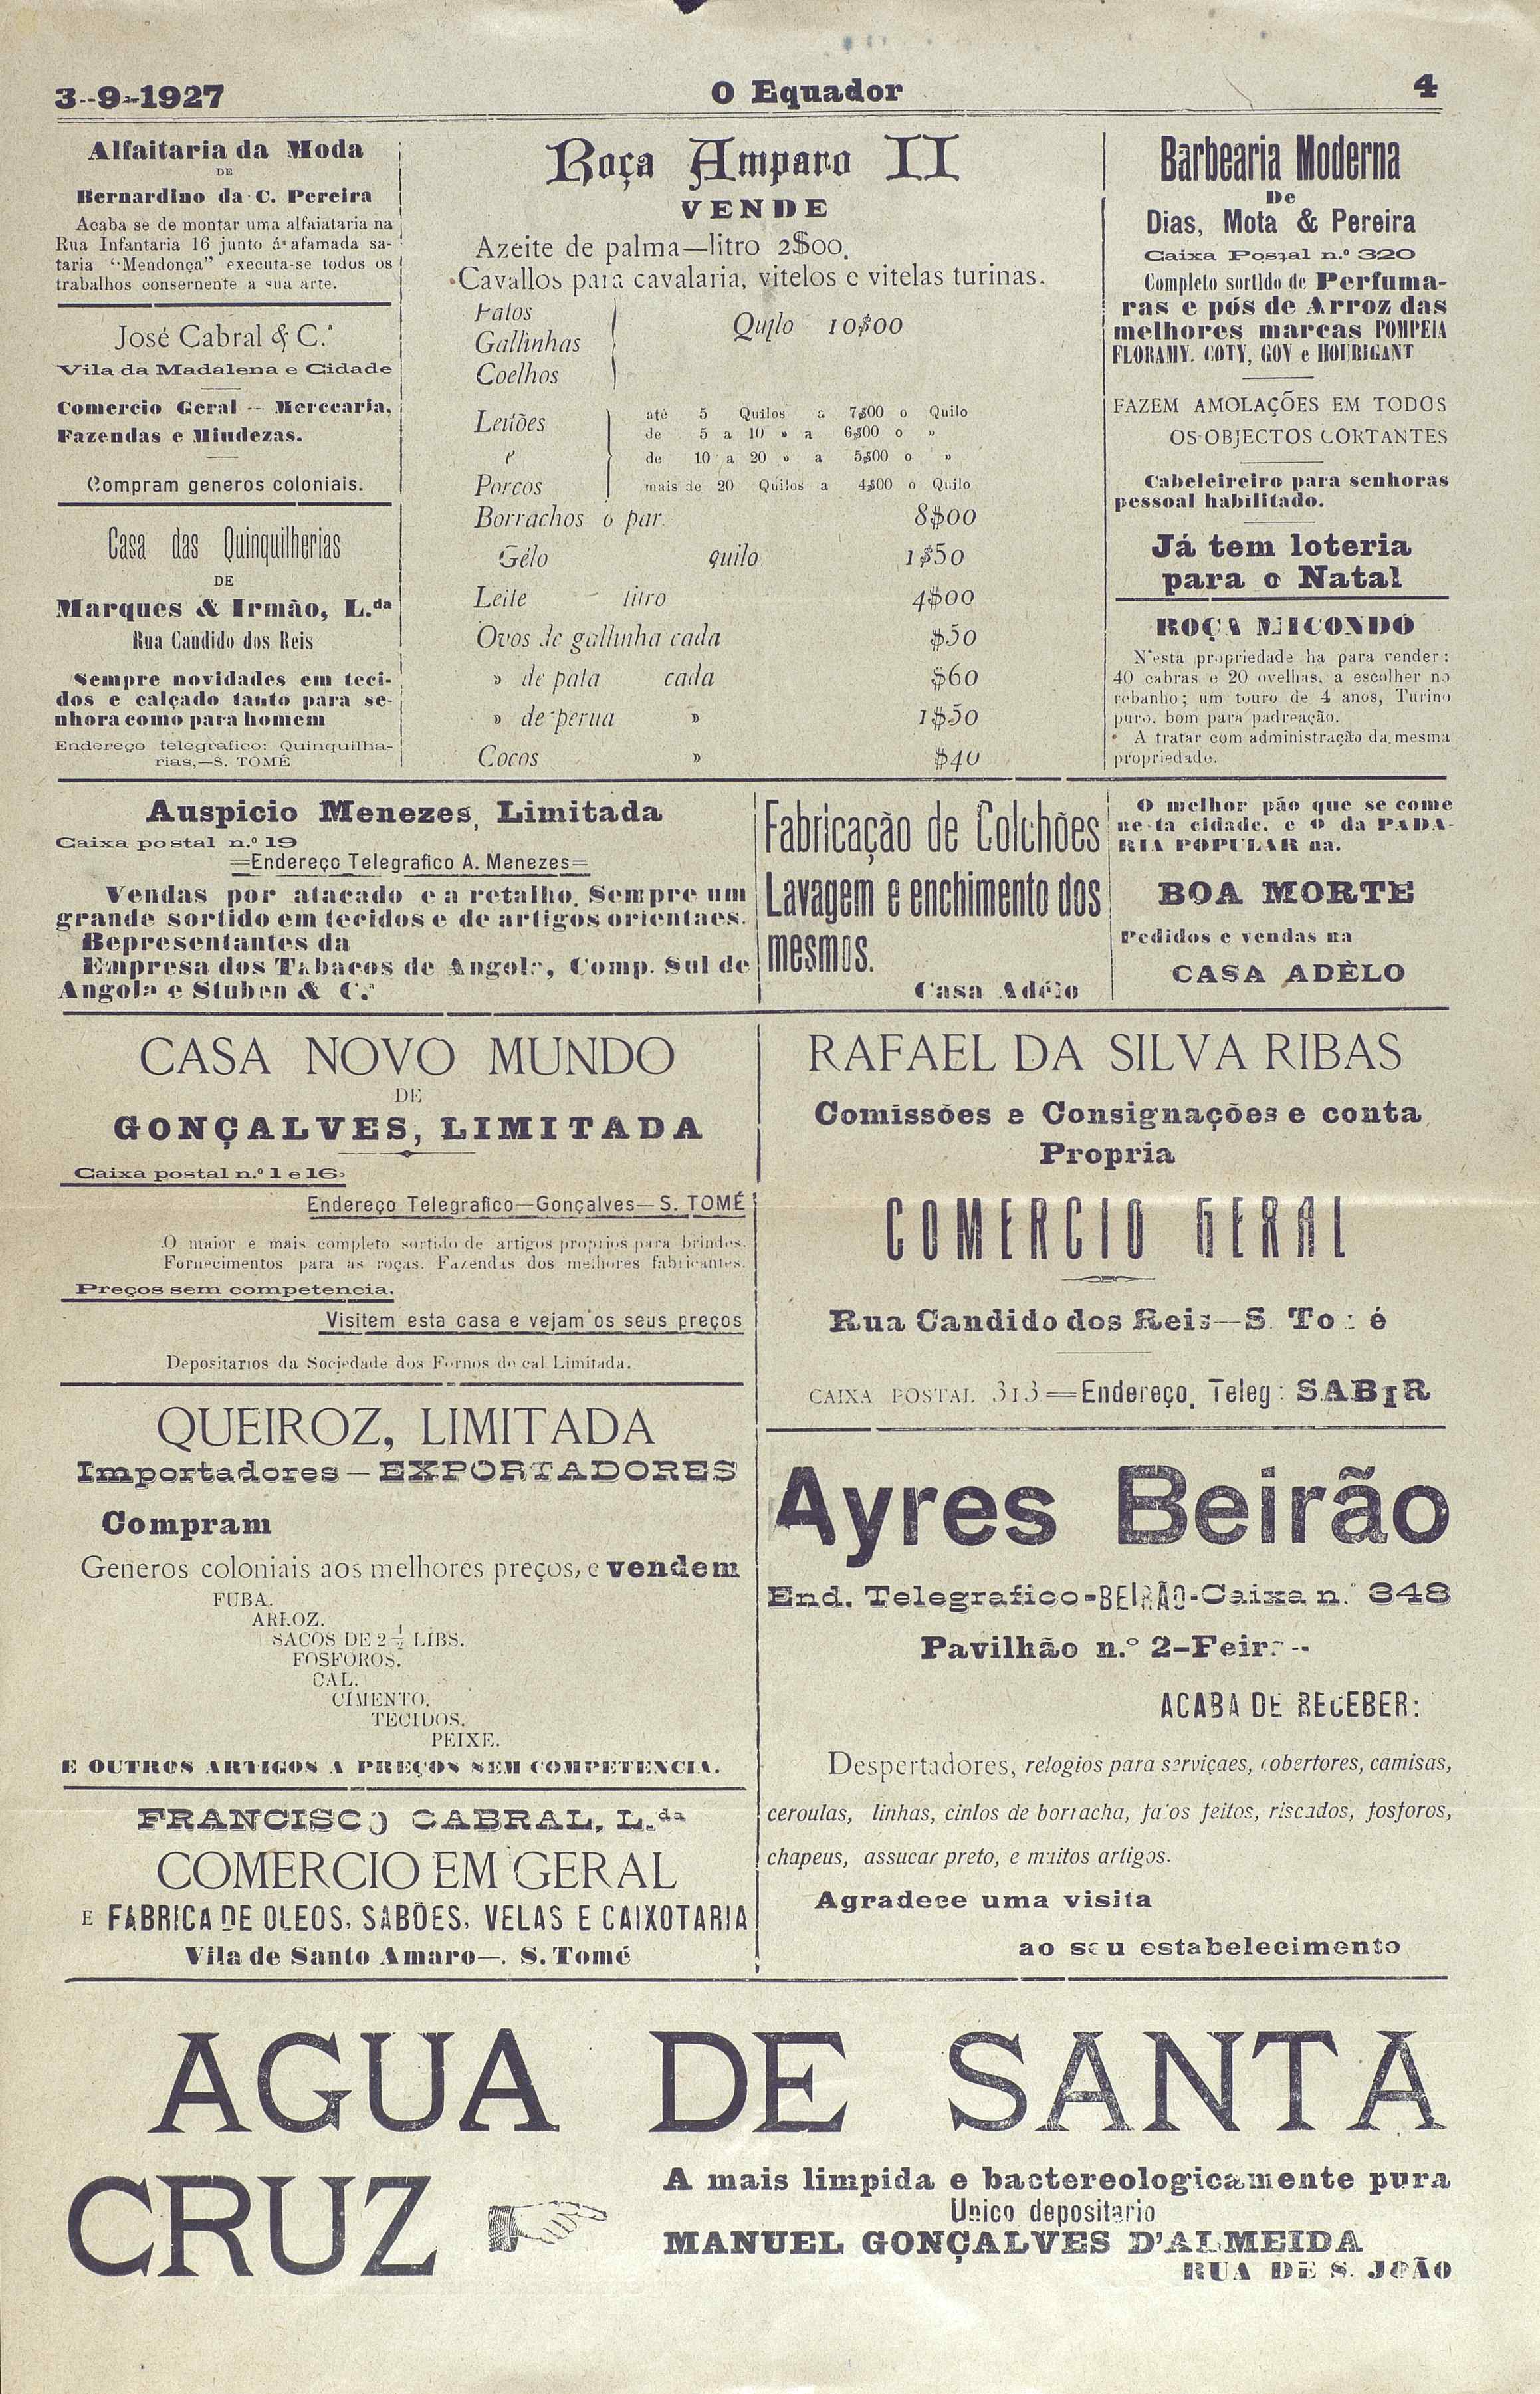 3--9--1927
O Equador
4
Alfaitaria da Moda
DE
Bernardino da C. Pereira
Acaba se de montar uma alfaiataria na
Rua Infantaria 16 junto á afamada sa-
taria "Mendonça" executa-se todos os
trabalhos consernente a sua arte.
José Cabral & C.ª
Vila da Madalena e Cidade
Comercio Geral -- Mercearia,
Fazendas e Miudezas.
Compram generos coloniais.
Casa das Quinquilherias
DE
Marques & Irmão, L.da
Rua Candido dos Reis
Sempre novidades em teci-
dos e calçado tanto para se-
nhora como para homem
Endereço telegrafico: Quinquilha-
rias,—S. TOMÉ
Roça Amparo II
VENDE
Azeite de palma—litro 2$00.
Cavallos para cavalaria, vitelos e vitelas turinas.
Patos
Gallinhas
Quilo 10$00
Coelhos
Leitões
até 5 Quilos a 7$00 o Quilo
de 5 a 10 » a 6$00 o »
e
de 10 a 20 » a 5$00 o »
Porcos
mais de 20 Quilos a 4$00 o Quilo
Borrachos o par 8$00
Gélo quilo 1$50
Leite litro 4$00
Ovos de gallinha cada $50
» de pata cada $60
» de perua » 1$50
Cocos » $40
Barbearia Moderna
De
Dias, Mota & Pereira
Caixa Postal n.º 320
Completo sortido de Perfuma-
ras e pós de Arroz das
melhores marcas POMPEIA
FLORAMY. COTY, GOY e HOUBIGANT
FAZEM AMOLAÇÕES EM TODOS
OS OBJECTOS CORTANTES
Cabeleireiro para senhoras
pessoal habilitado.
Já tem loteria
para o Natal
ROÇA MICONDÓ
N'esta propriedade ha para vender:
40 cabras e 20 ovelhas, a escolher no
rebanho; um touro de 4 anos, Turino
puro, bom para padreação.
A tratar com administração da mesma
propriedade.
Auspicio Menezes, Limitada
Caixa postal n.º 19
=Endereço Telegrafico A. Menezes=
Vendas por atacado e a retalho. Sempre um
grande sortido em tecidos e de artigos orientaes.
Representantes da
Empresa dos Tabacos de Angola, Comp. Sul de
Angola e Stuben & C.ª
Fabricação de Colchões
Lavagem e enchimento dos
mesmos.
Casa Adélo
O melhor pão que se come
nesta cidade. e O da PADA-
RIA POPULAR na.
BOA MORTE
Pedidos e vendas na
CASA ADÈLO
CASA NOVO MUNDO
DE
GONÇALVES, LIMITADA
Caixa postal n.º 1 e 16
Endereço Telegrafico—Gonçalves—S. TOMÉ
O maior e mais completo sortido de artigos proprios para brindes.
Fornecimentos para as roças. Fazendas dos melhores fabricantes.
Preços sem competencia.
Visitem esta casa e vejam os seus preços
Depositarios da Sociedade dos Fornos de cal Limitada.
RAFAEL DA SILVA RIBAS
Comissões e Consignações e conta
Propria
COMERCIO GERAL
Rua Candido dos Reis—S. To é
CAIXA POSTAL 313=Endereço, Teleg: SABIR
QUEIROZ, LIMITADA
Importadores—EXPORTADORES
Compram
Generos coloniais aos melhores preços, e vendem
FUBA.
ARROZ.
SACOS DE 2 ½ LIBS.
FOSFOROS.
CAL.
CIMENTO.
TECIDOS.
PEIXE.
E OUTROS ARTIGOS A PREÇOS SEM COMPETENCIA.
Ayres Beirão
End. Telegrafico-BEIRÃO-Caixa n.º 348
Pavilhão n.º 2-Feira--
ACABA DE RECEBER:
Despertadores, relogios para serviçaes, cobertores, camisas,
ceroulas, linhas, cintos de borracha, fatos feitos, riscados, fosforos,
chapeus, assucar preto, e muitos artigos.
Agradece uma visita
ao seu estabelecimento
FRANCISCO CABRAL, L.da
COMERCIO EM GERAL
E FABRICA DE OLEOS, SABÕES, VELAS E CAIXOTARIA
Vila de Santo Amaro—. S. Tomé
AGUA DE SANTA
CRUZ
A mais limpida e bactereologicamente pura
Unico depositario
MANUEL GONÇALVES D'ALMEIDA
RUA DE S. JOÃO